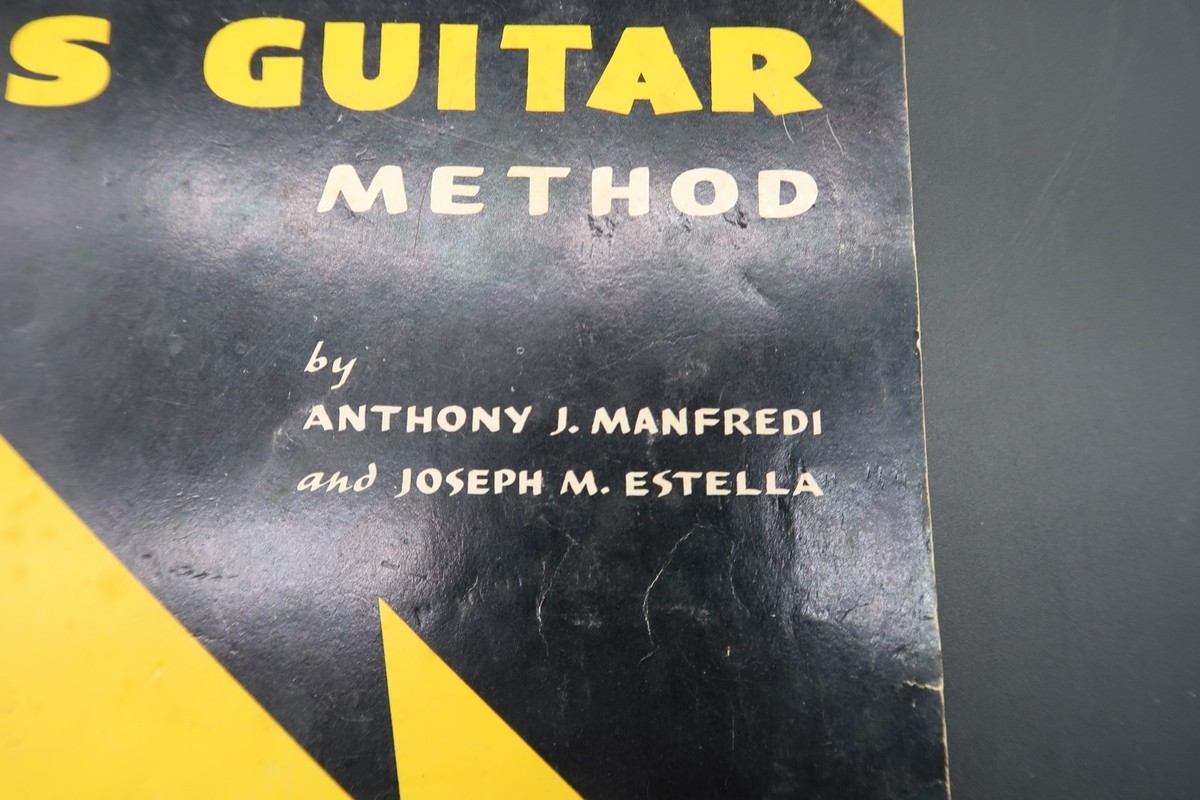 S GUITAR
METHOD
by
ANTHONY J. MANFREDI
and JOSEPH M. ESTELLA